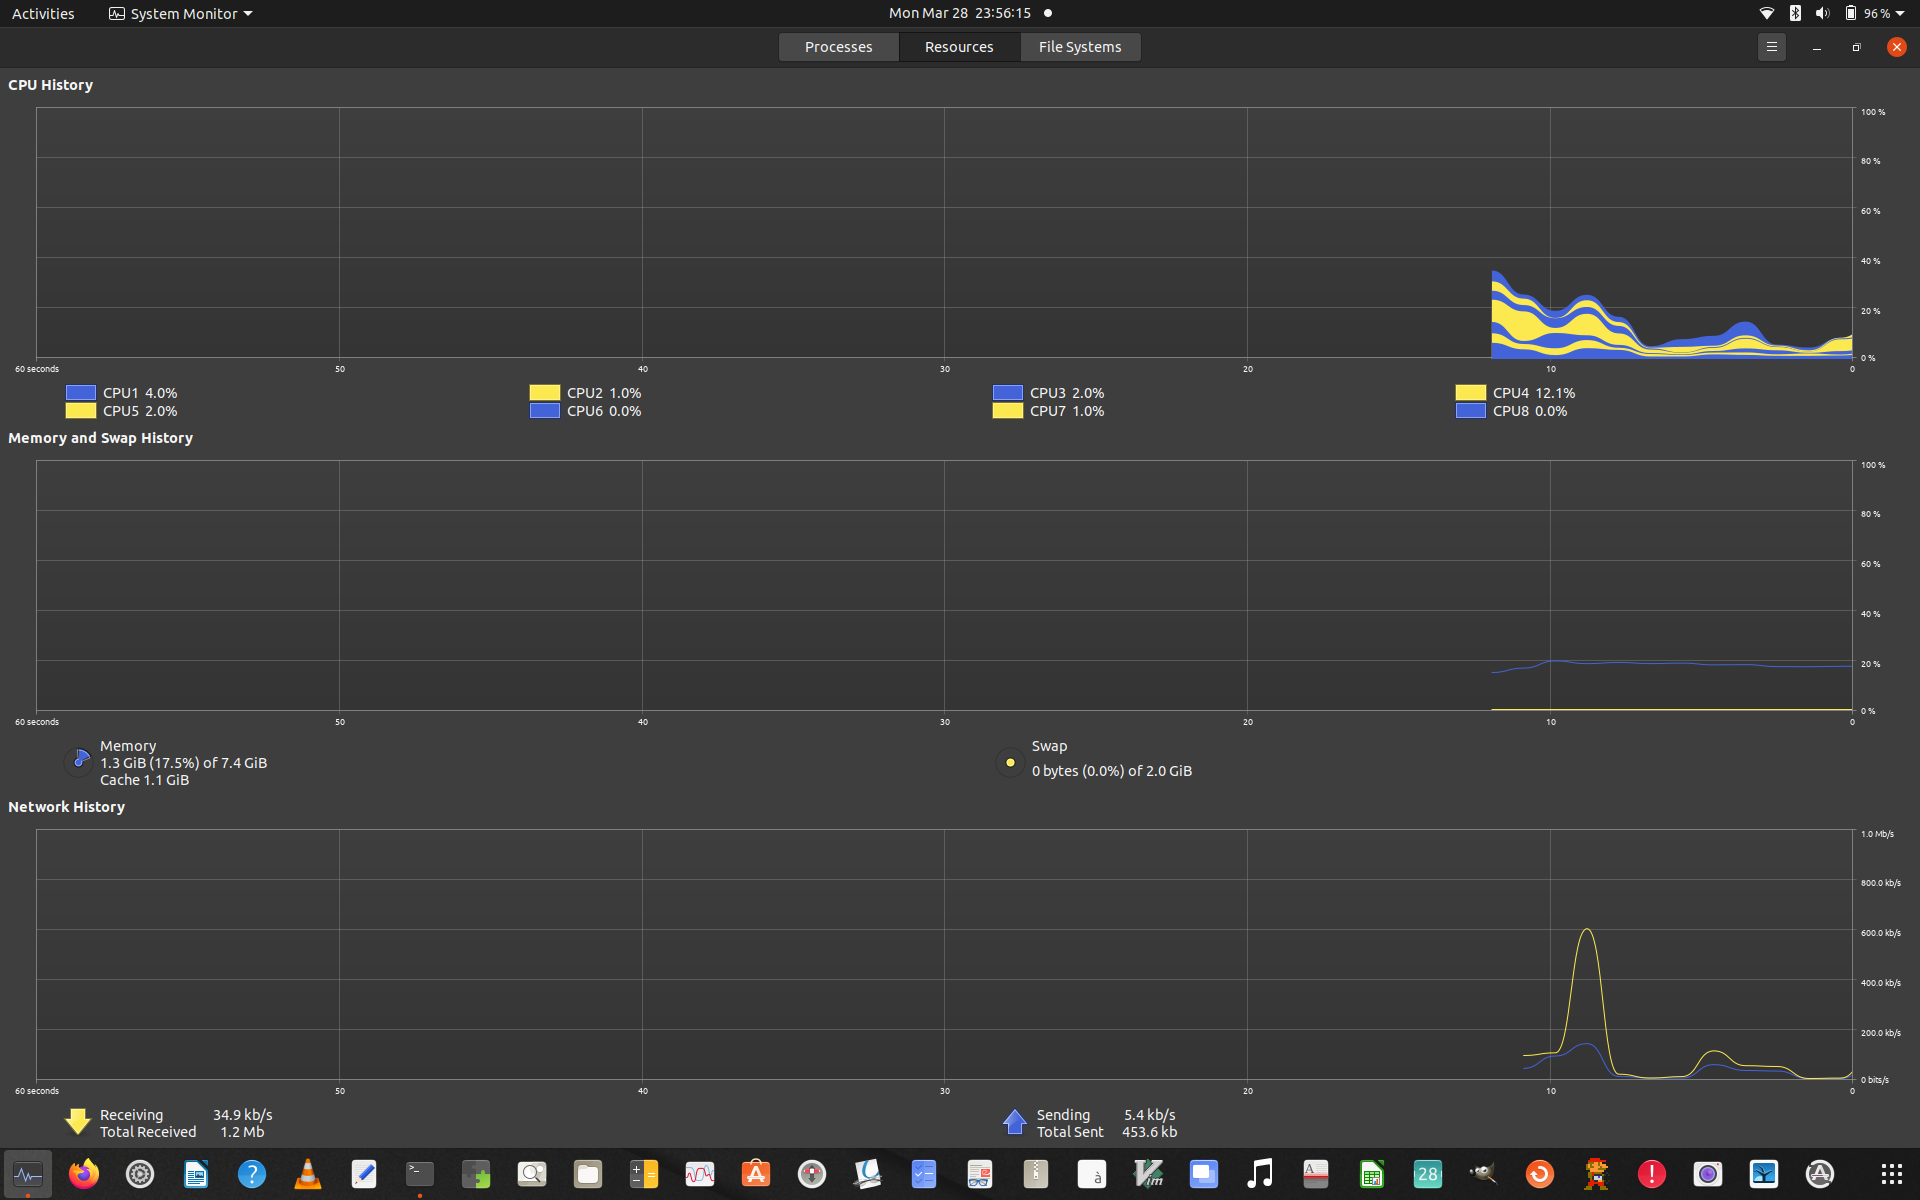 Activities System Monitor Mon Mar 28 23:56:15 96 %
Processes Resources File Systems
CPU History
100 %
80 %
60 %
40 %
20 %
0 %
60 seconds 50 40 30 20 10 0
CPU1 4.0% CPU2 1.0% CPU3 2.0% CPU4 12.1%
CPU5 2.0% CPU6 0.0% CPU7 1.0% CPU8 0.0%
Memory and Swap History
100 %
80 %
60 %
40 %
20 %
0 %
60 seconds 50 40 30 20 10 0
Memory
1.3 GiB (17.5%) of 7.4 GiB
Cache 1.1 GiB
Swap
0 bytes (0.0%) of 2.0 GiB
Network History
1.0 Mb/s
800.0 kb/s
600.0 kb/s
400.0 kb/s
200.0 kb/s
0 bits/s
60 seconds 50 40 30 20 10 0
Receiving 34.9 kb/s
Total Received 1.2 Mb
Sending 5.4 kb/s
Total Sent 453.6 kb
? >_ A à Vim A 28 !